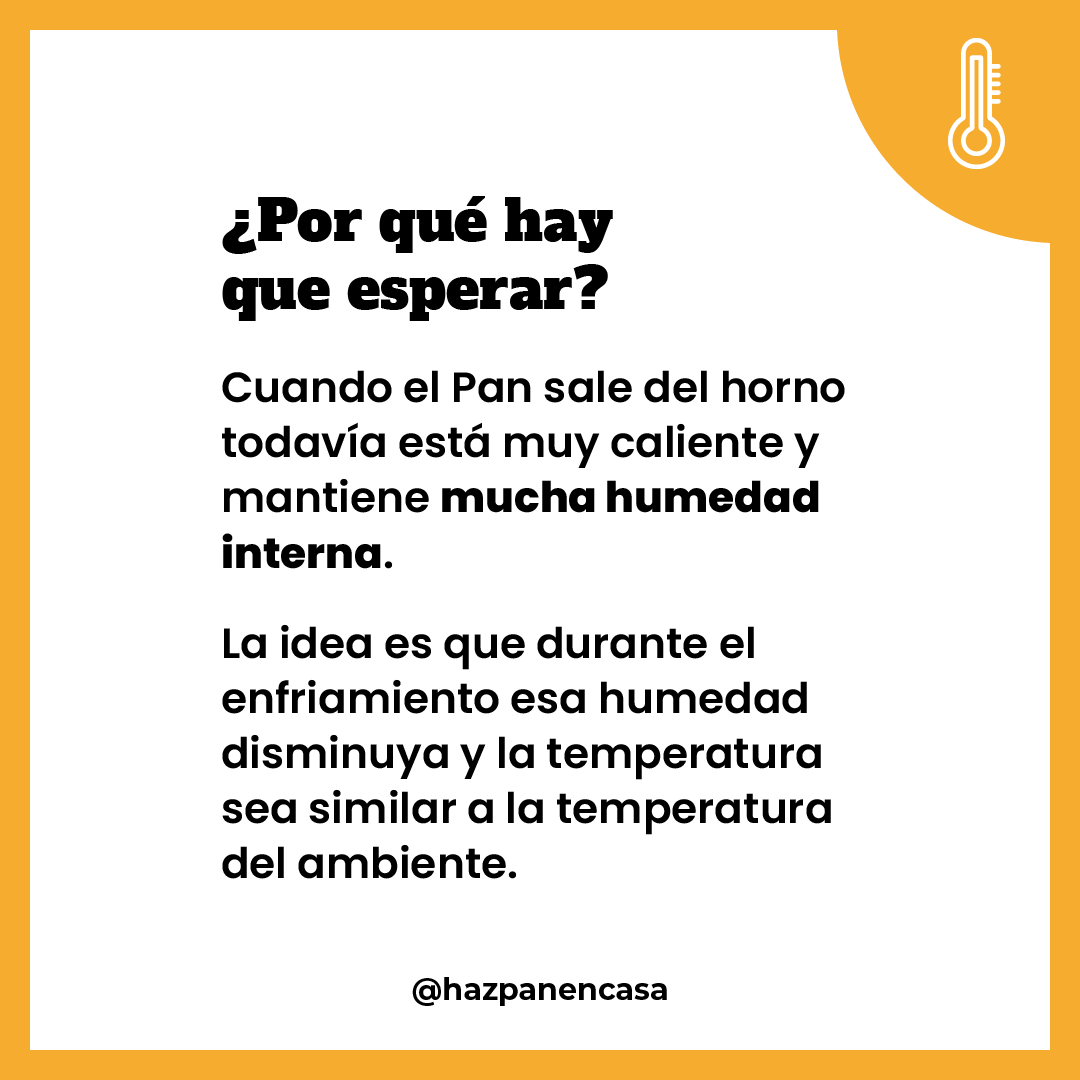 ¿Por qué hay
que esperar?
Cuando el Pan sale del horno
todavía está muy caliente y
mantiene mucha humedad
interna.
La idea es que durante el
enfriamiento esa humedad
disminuya y la temperatura
sea similar a la temperatura
del ambiente.
@hazpanencasa